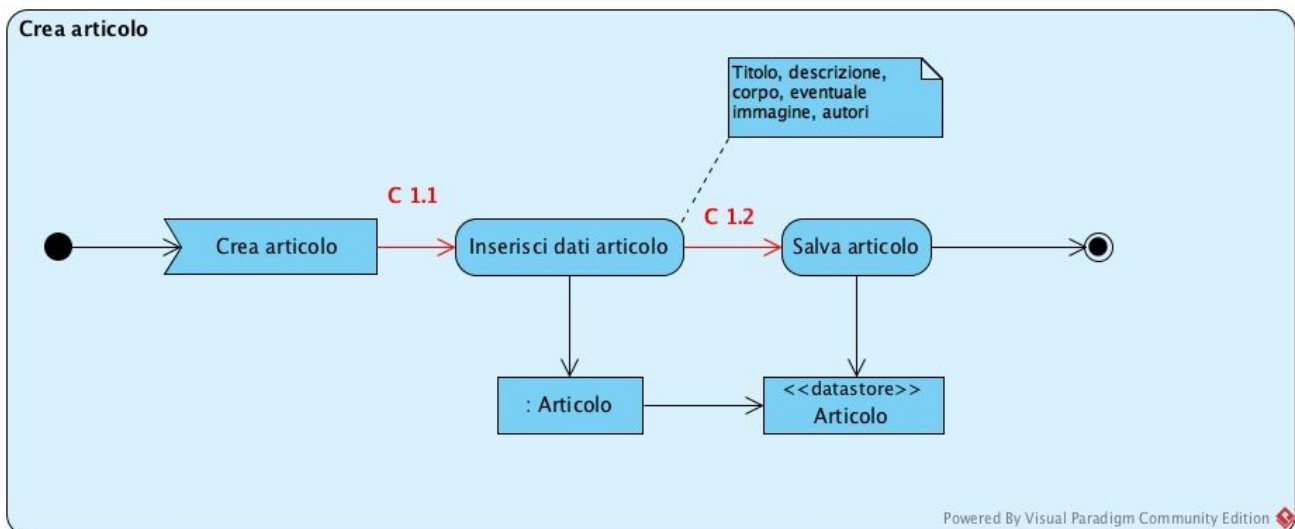 Crea articolo
Titolo, descrizione,
corpo, eventuale
immagine, autori
C 1.1
C 1.2
Crea articolo
Inserisci dati articolo
Salva articolo
: Articolo
<<datastore>>
Articolo
Powered By Visual Paradigm Community Edition